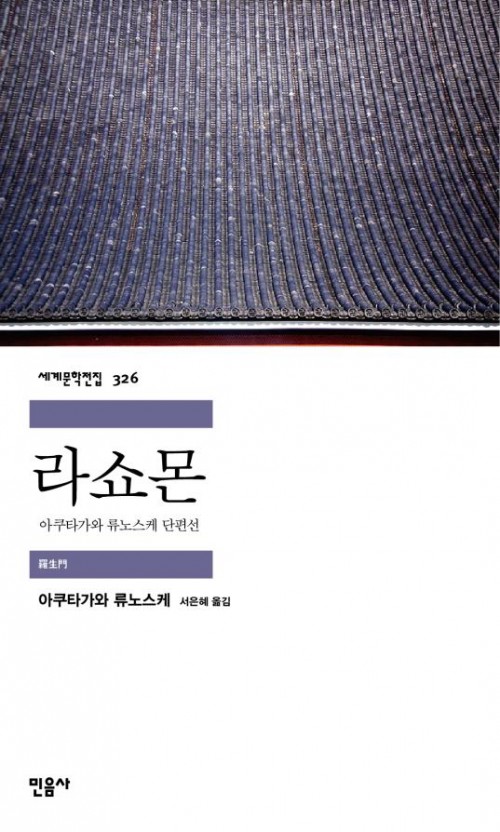 세계문학전집 326
라쇼몬
아쿠타가와 류노스케 단편선
羅生門
아쿠타가와 류노스케 서은혜 옮김
민음사